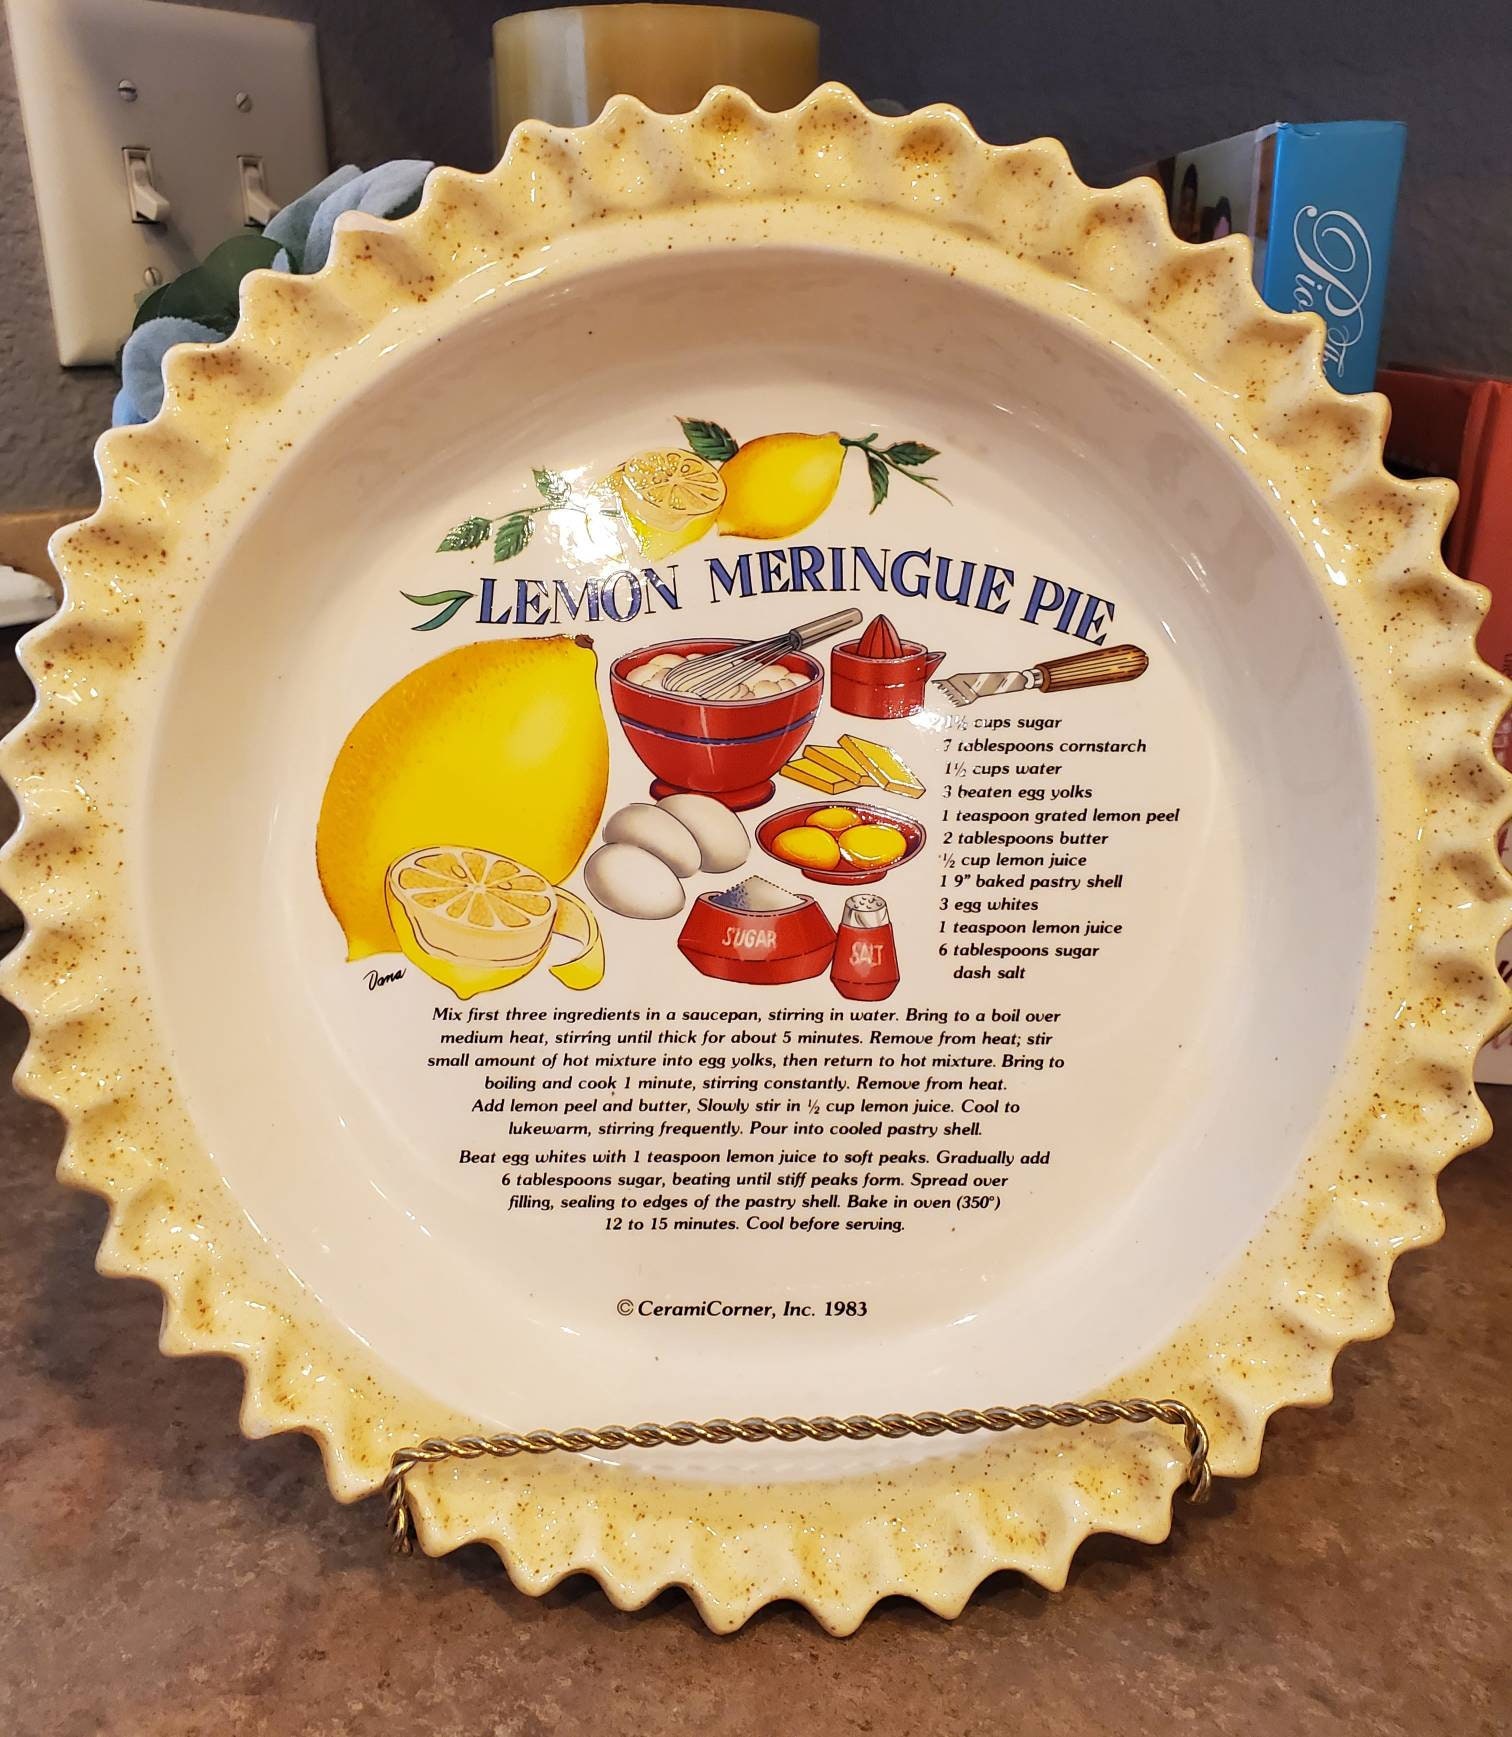 LEMON MERINGUE PIE
1½ cups sugar
7 tablespoons cornstarch
1½ cups water
3 beaten egg yolks
1 teaspoon grated lemon peel
2 tablespoons butter
½ cup lemon juice
1 9" baked pastry shell
3 egg whites
1 teaspoon lemon juice
6 tablespoons sugar
dash salt
SUGAR
SALT
Dana
Mix first three ingredients in a saucepan, stirring in water. Bring to a boil over
medium heat, stirring until thick for about 5 minutes. Remove from heat; stir
small amount of hot mixture into egg yolks, then return to hot mixture. Bring to
boiling and cook 1 minute, stirring constantly. Remove from heat.
Add lemon peel and butter, Slowly stir in ½ cup lemon juice. Cool to
lukewarm, stirring frequently. Pour into cooled pastry shell.
Beat egg whites with 1 teaspoon lemon juice to soft peaks. Gradually add
6 tablespoons sugar, beating until stiff peaks form. Spread over
filling, sealing to edges of the pastry shell. Bake in oven (350°)
12 to 15 minutes. Cool before serving.
© CeramiCorner, Inc. 1983